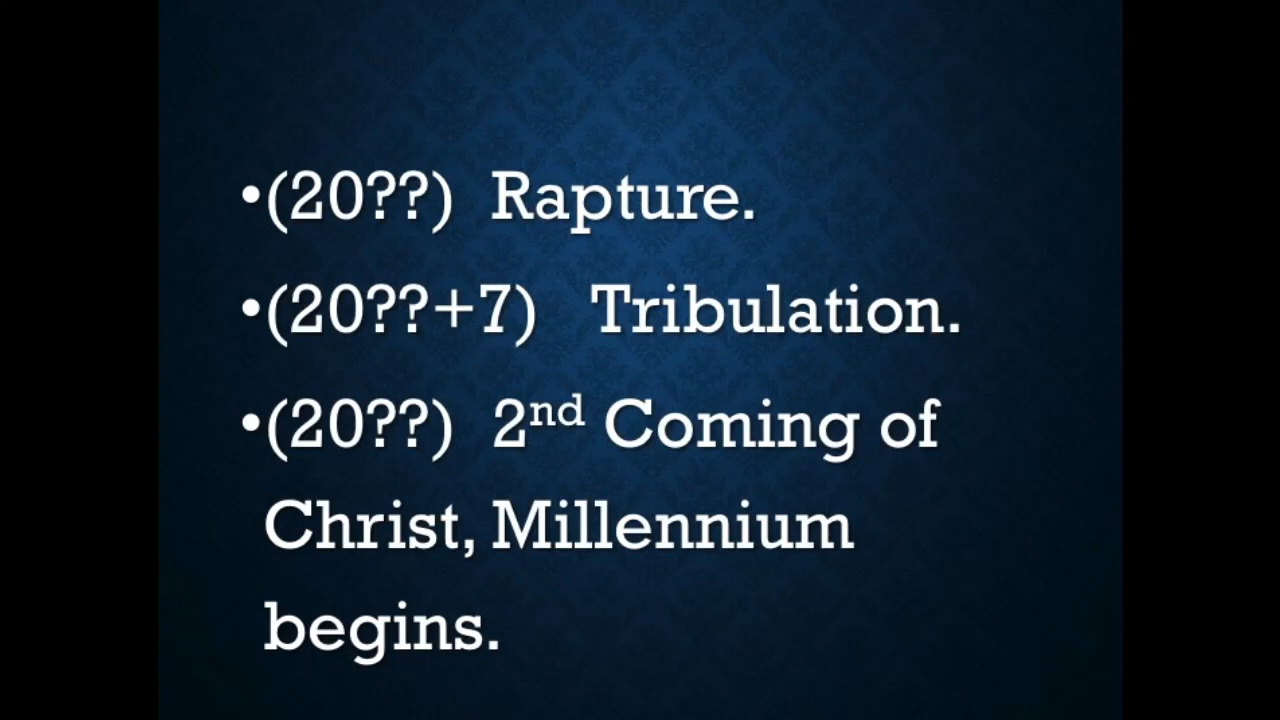 •(20??) Rapture.
•(20??+7) Tribulation.
•(20??) 2nd Coming of
Christ, Millennium
begins.